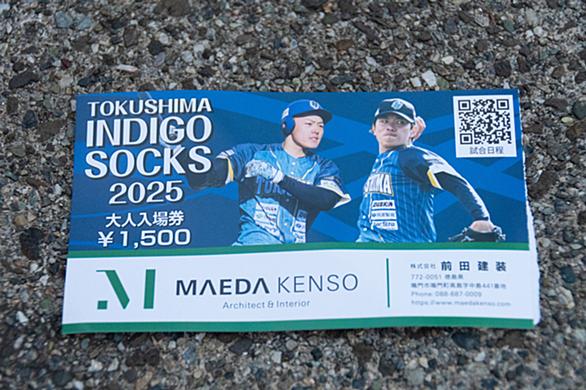 TOKUSHIMA
INDIGO
SOCKS
2025
大人入場券
¥1,500
試合日程
MAEDA KENSO
Architect & Interior
株式会社 前田建装
772-0051 徳島県
鳴門市鳴門町高島字中島441番地
Phone: 088-687-0009
https://www.maedakenso.com